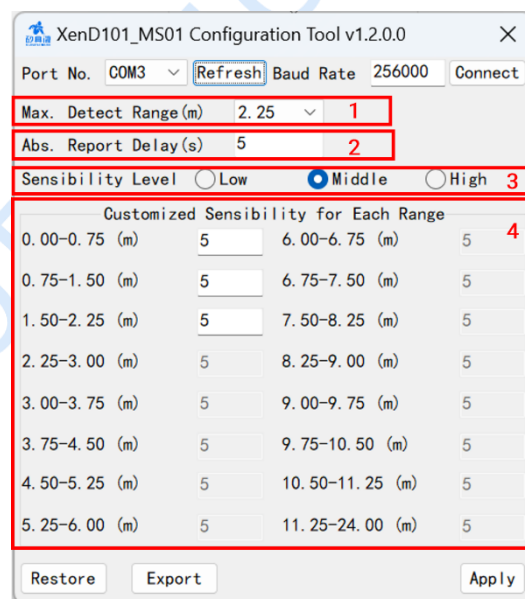 矽典微 XenD101_MS01 Configuration Tool v1.2.0.0
Port No. COM3 Refresh Baud Rate 256000 Connect
Max. Detect Range(m) 2.25 1
Abs. Report Delay(s) 5 2
Sensibility Level Low Middle High 3
Customized Sensibility for Each Range 4
0.00-0.75 (m) 5 6.00-6.75 (m) 5
0.75-1.50 (m) 5 6.75-7.50 (m) 5
1.50-2.25 (m) 5 7.50-8.25 (m) 5
2.25-3.00 (m) 5 8.25-9.00 (m) 5
3.00-3.75 (m) 5 9.00-9.75 (m) 5
3.75-4.50 (m) 5 9.75-10.50 (m) 5
4.50-5.25 (m) 5 10.50-11.25 (m) 5
5.25-6.00 (m) 5 11.25-24.00 (m) 5
Restore Export Apply